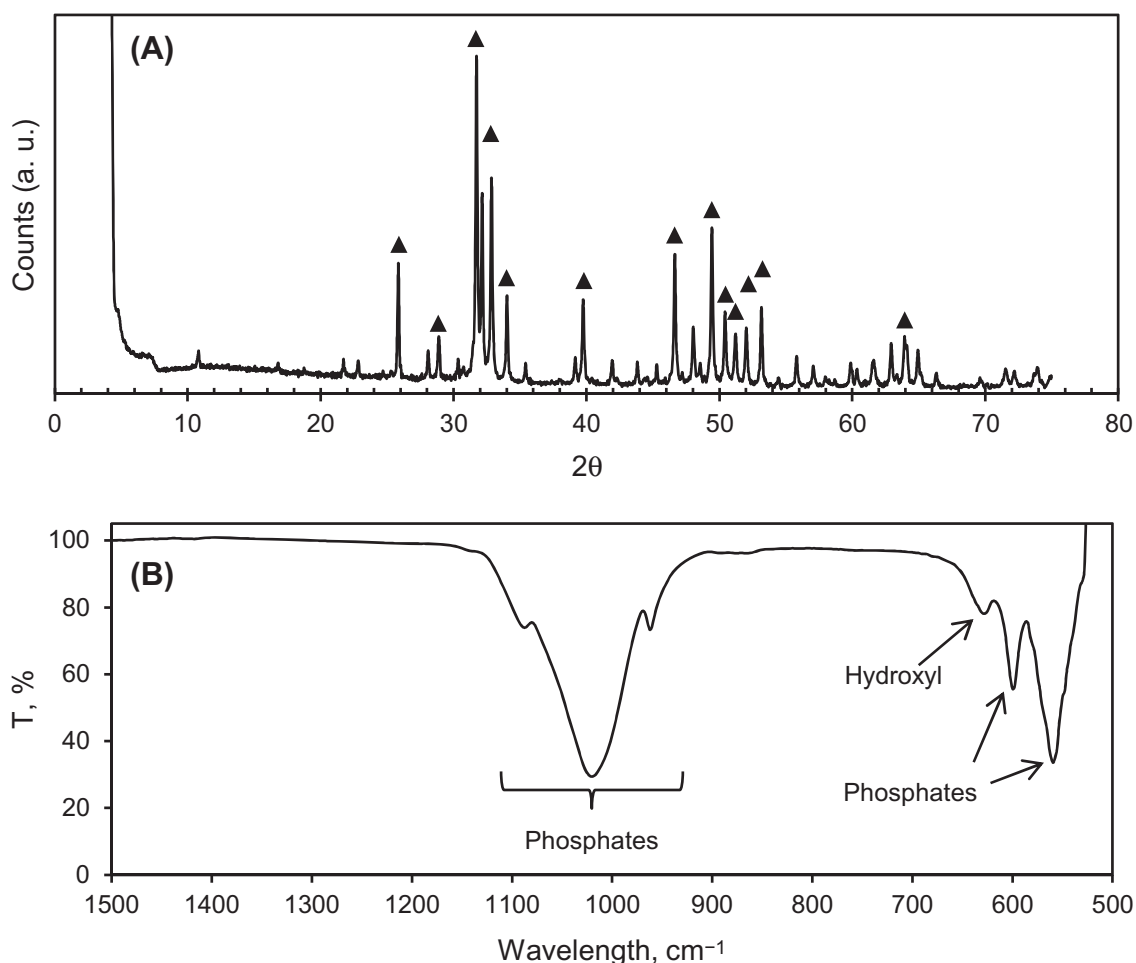 (A)
Counts (a. u.)
0 10 20 30 40 50 60 70 80
2θ
(B)
T, %
100
80
60
40
20
0
Hydroxyl
Phosphates
Phosphates
1500 1400 1300 1200 1100 1000 900 800 700 600 500
Wavelength, cm⁻¹